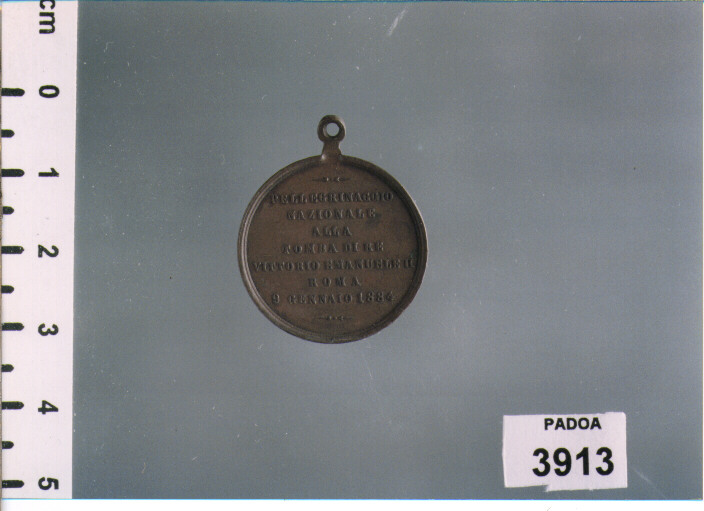 cm
0
1
2
3
4
5
PELLEGRINAGGIO
NAZIONALE
ALLA
TOMBA DI RE
VITTORIO EMANUELE II
ROMA
9 GENNAIO 1884
PADOA
3913